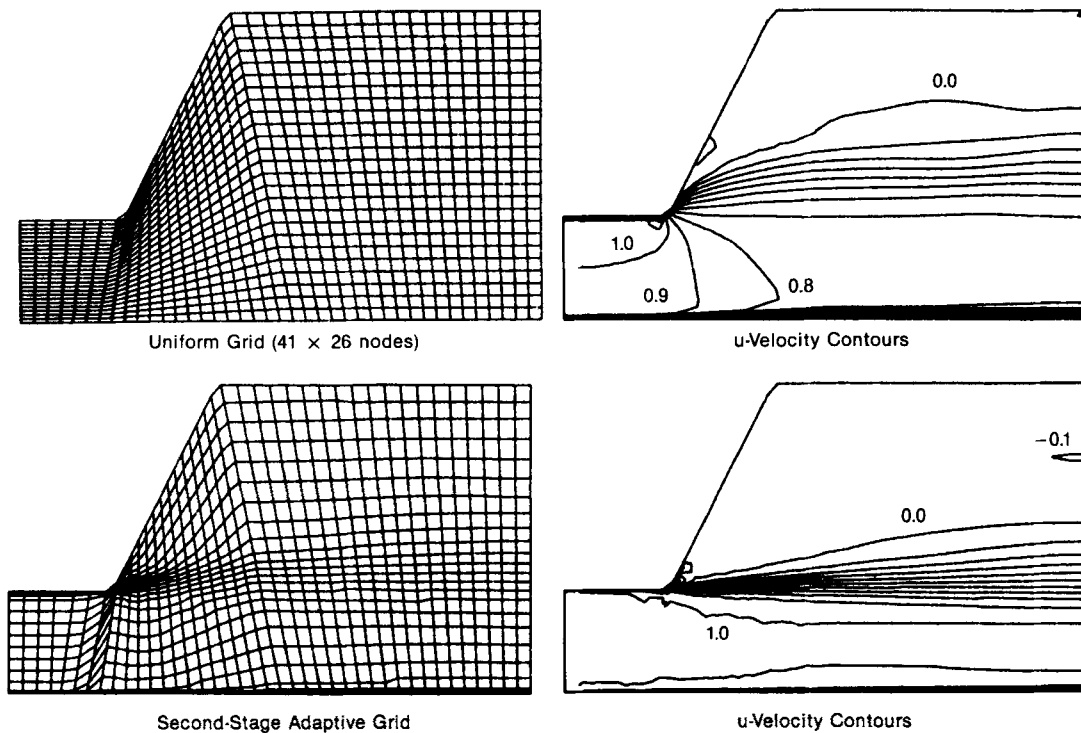 0.0
1.0
0.9
0.8
Uniform Grid (41 × 26 nodes)
u-Velocity Contours
−0.1
0.0
1.0
Second-Stage Adaptive Grid
u-Velocity Contours